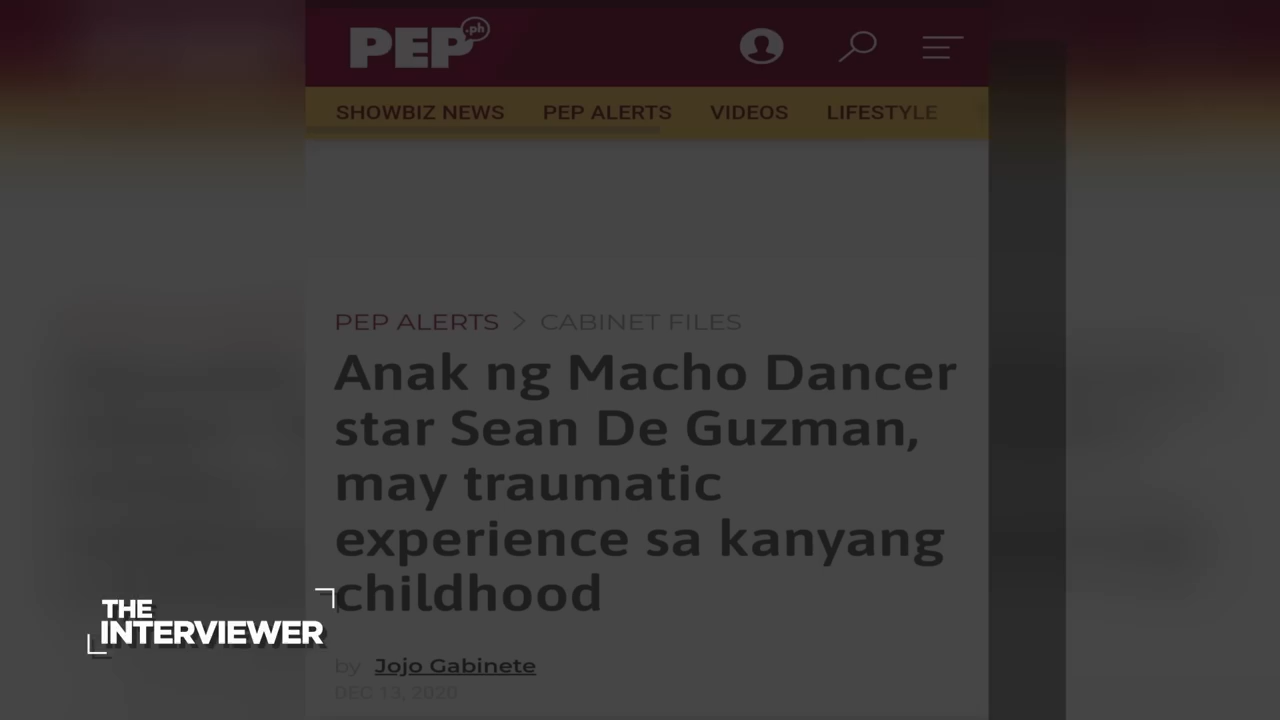 PEP.ph
SHOWBIZ NEWS PEP ALERTS VIDEOS LIFESTYLE
PEP ALERTS > CABINET FILES
Anak ng Macho Dancer
star Sean De Guzman,
may traumatic
experience sa kanyang
childhood
by Jojo Gabinete
DEC 13, 2020
THE
INTERVIEWER